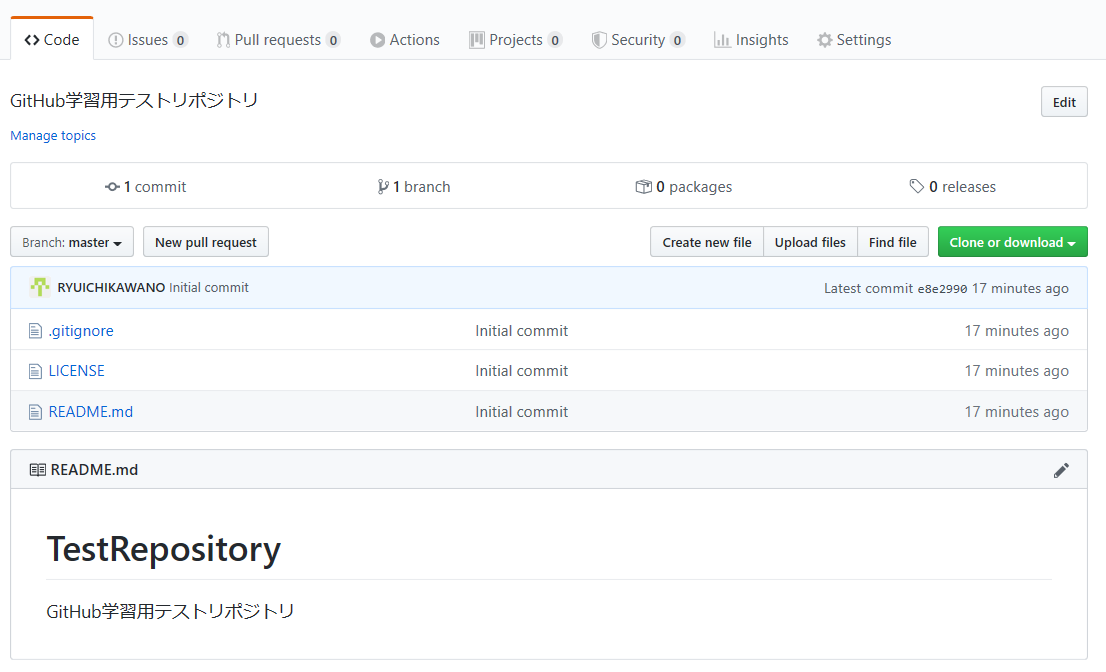 Code Issues 0 Pull requests 0 Actions Projects 0 Security 0 Insights Settings
GitHub学習用テストリポジトリ Edit
Manage topics
1 commit 1 branch 0 packages 0 releases
Branch: master New pull request Create new file Upload files Find file Clone or download
RYUICHIKAWANO Initial commit Latest commit e8e2990 17 minutes ago
.gitignore Initial commit 17 minutes ago
LICENSE Initial commit 17 minutes ago
README.md Initial commit 17 minutes ago
README.md
TestRepository
GitHub学習用テストリポジトリ